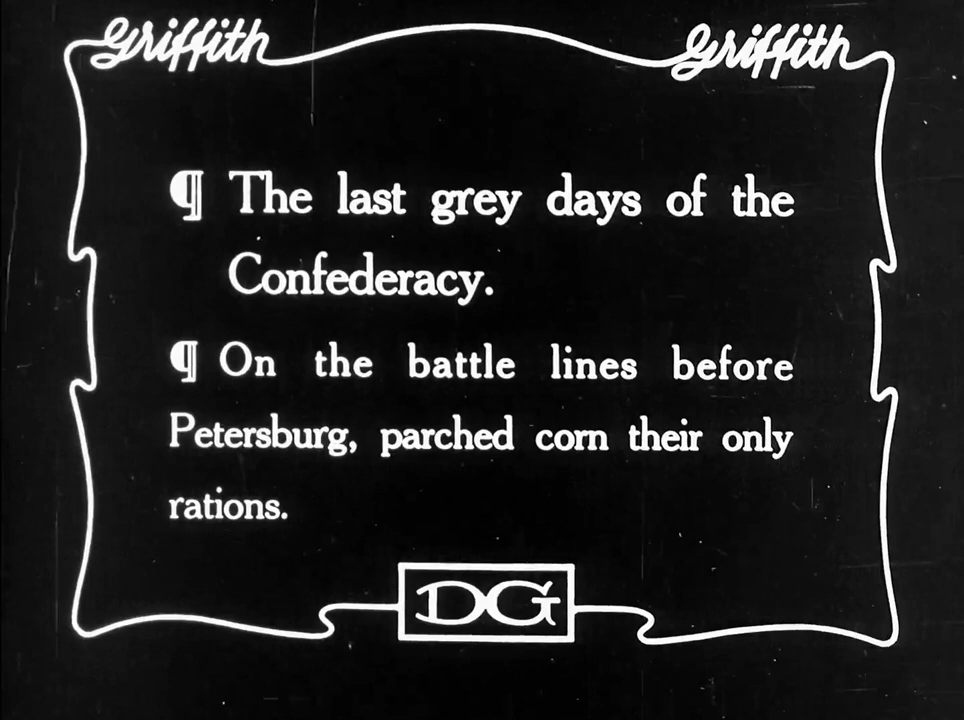 Griffith Griffith
¶ The last grey days of the
Confederacy.
¶ On the battle lines before
Petersburg, parched corn their only
rations.
DG